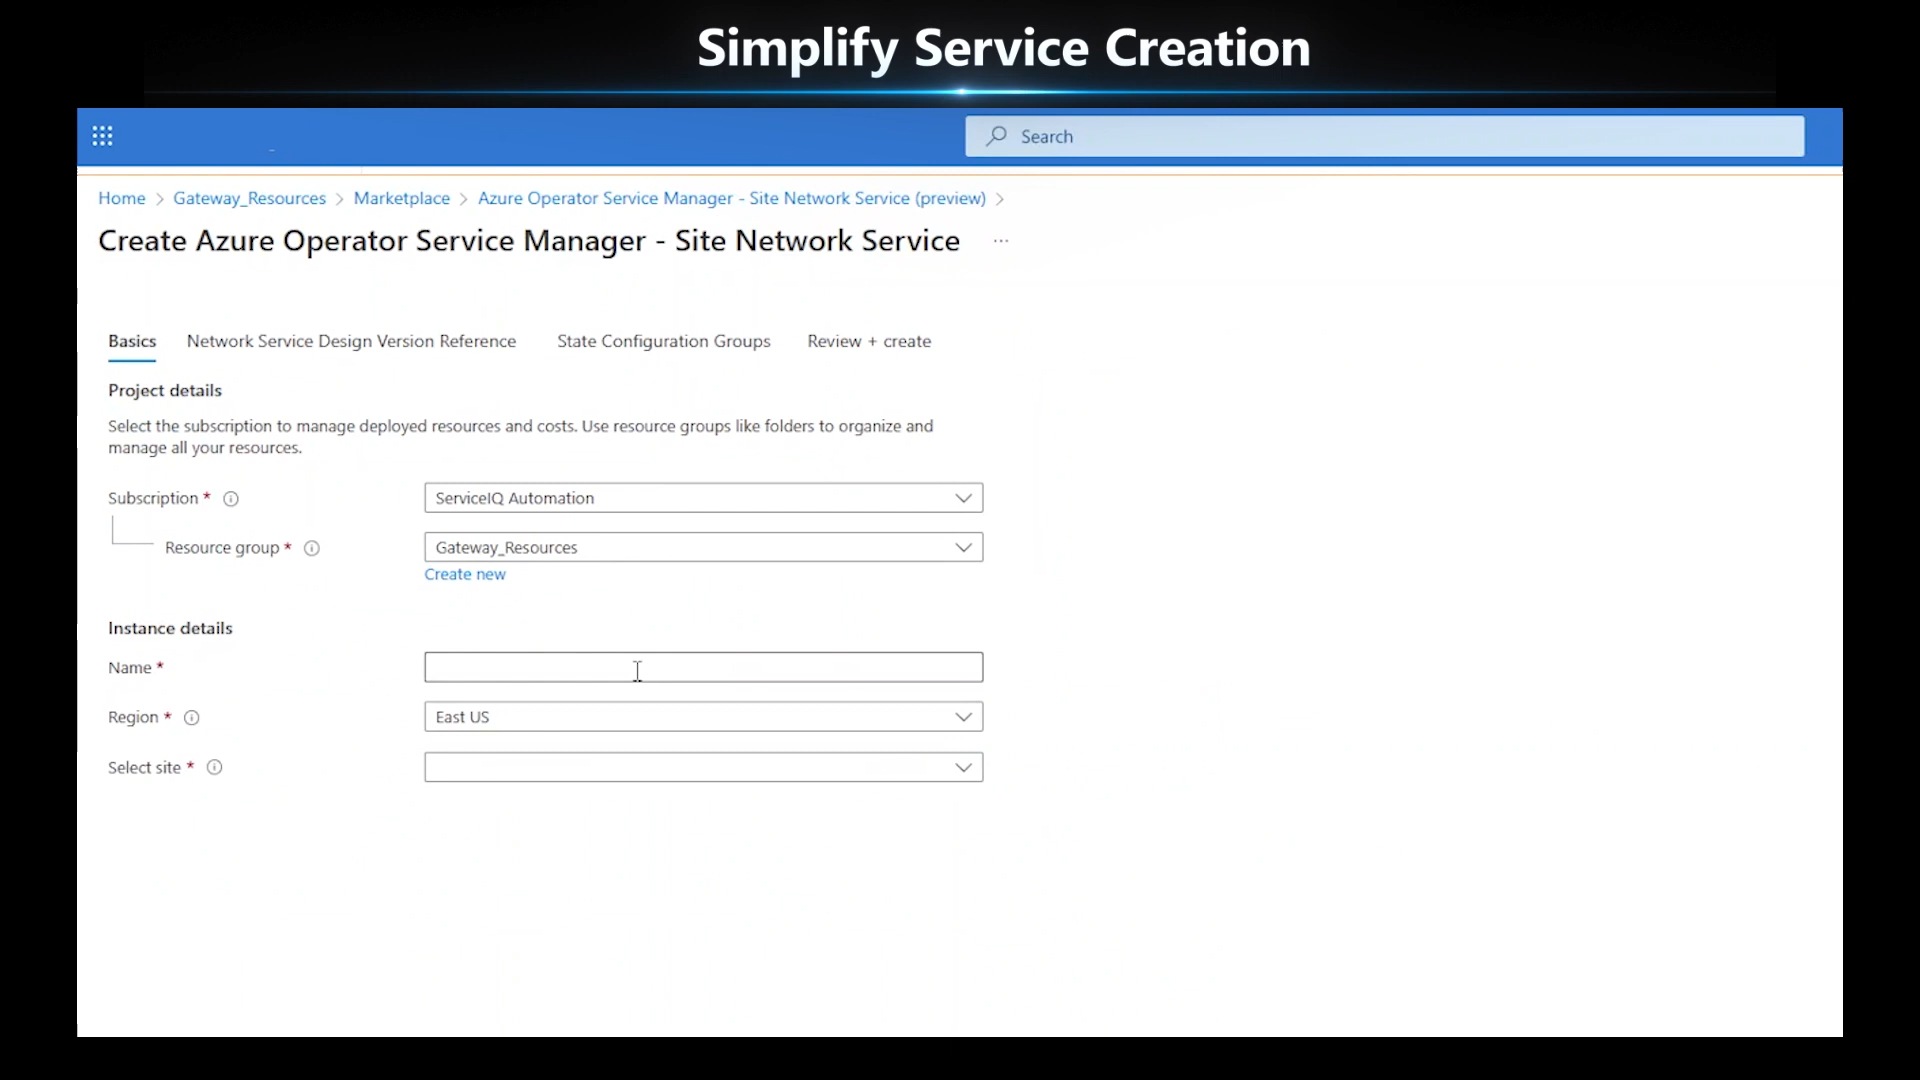 Simplify Service Creation
Search
Home > Gateway_Resources > Marketplace > Azure Operator Service Manager - Site Network Service (preview) >
Create Azure Operator Service Manager - Site Network Service ...
Basics Network Service Design Version Reference State Configuration Groups Review + create
Project details
Select the subscription to manage deployed resources and costs. Use resource groups like folders to organize and
manage all your resources.
Subscription * ServiceIQ Automation
Resource group * Gateway_Resources
Create new
Instance details
Name *
Region * East US
Select site *